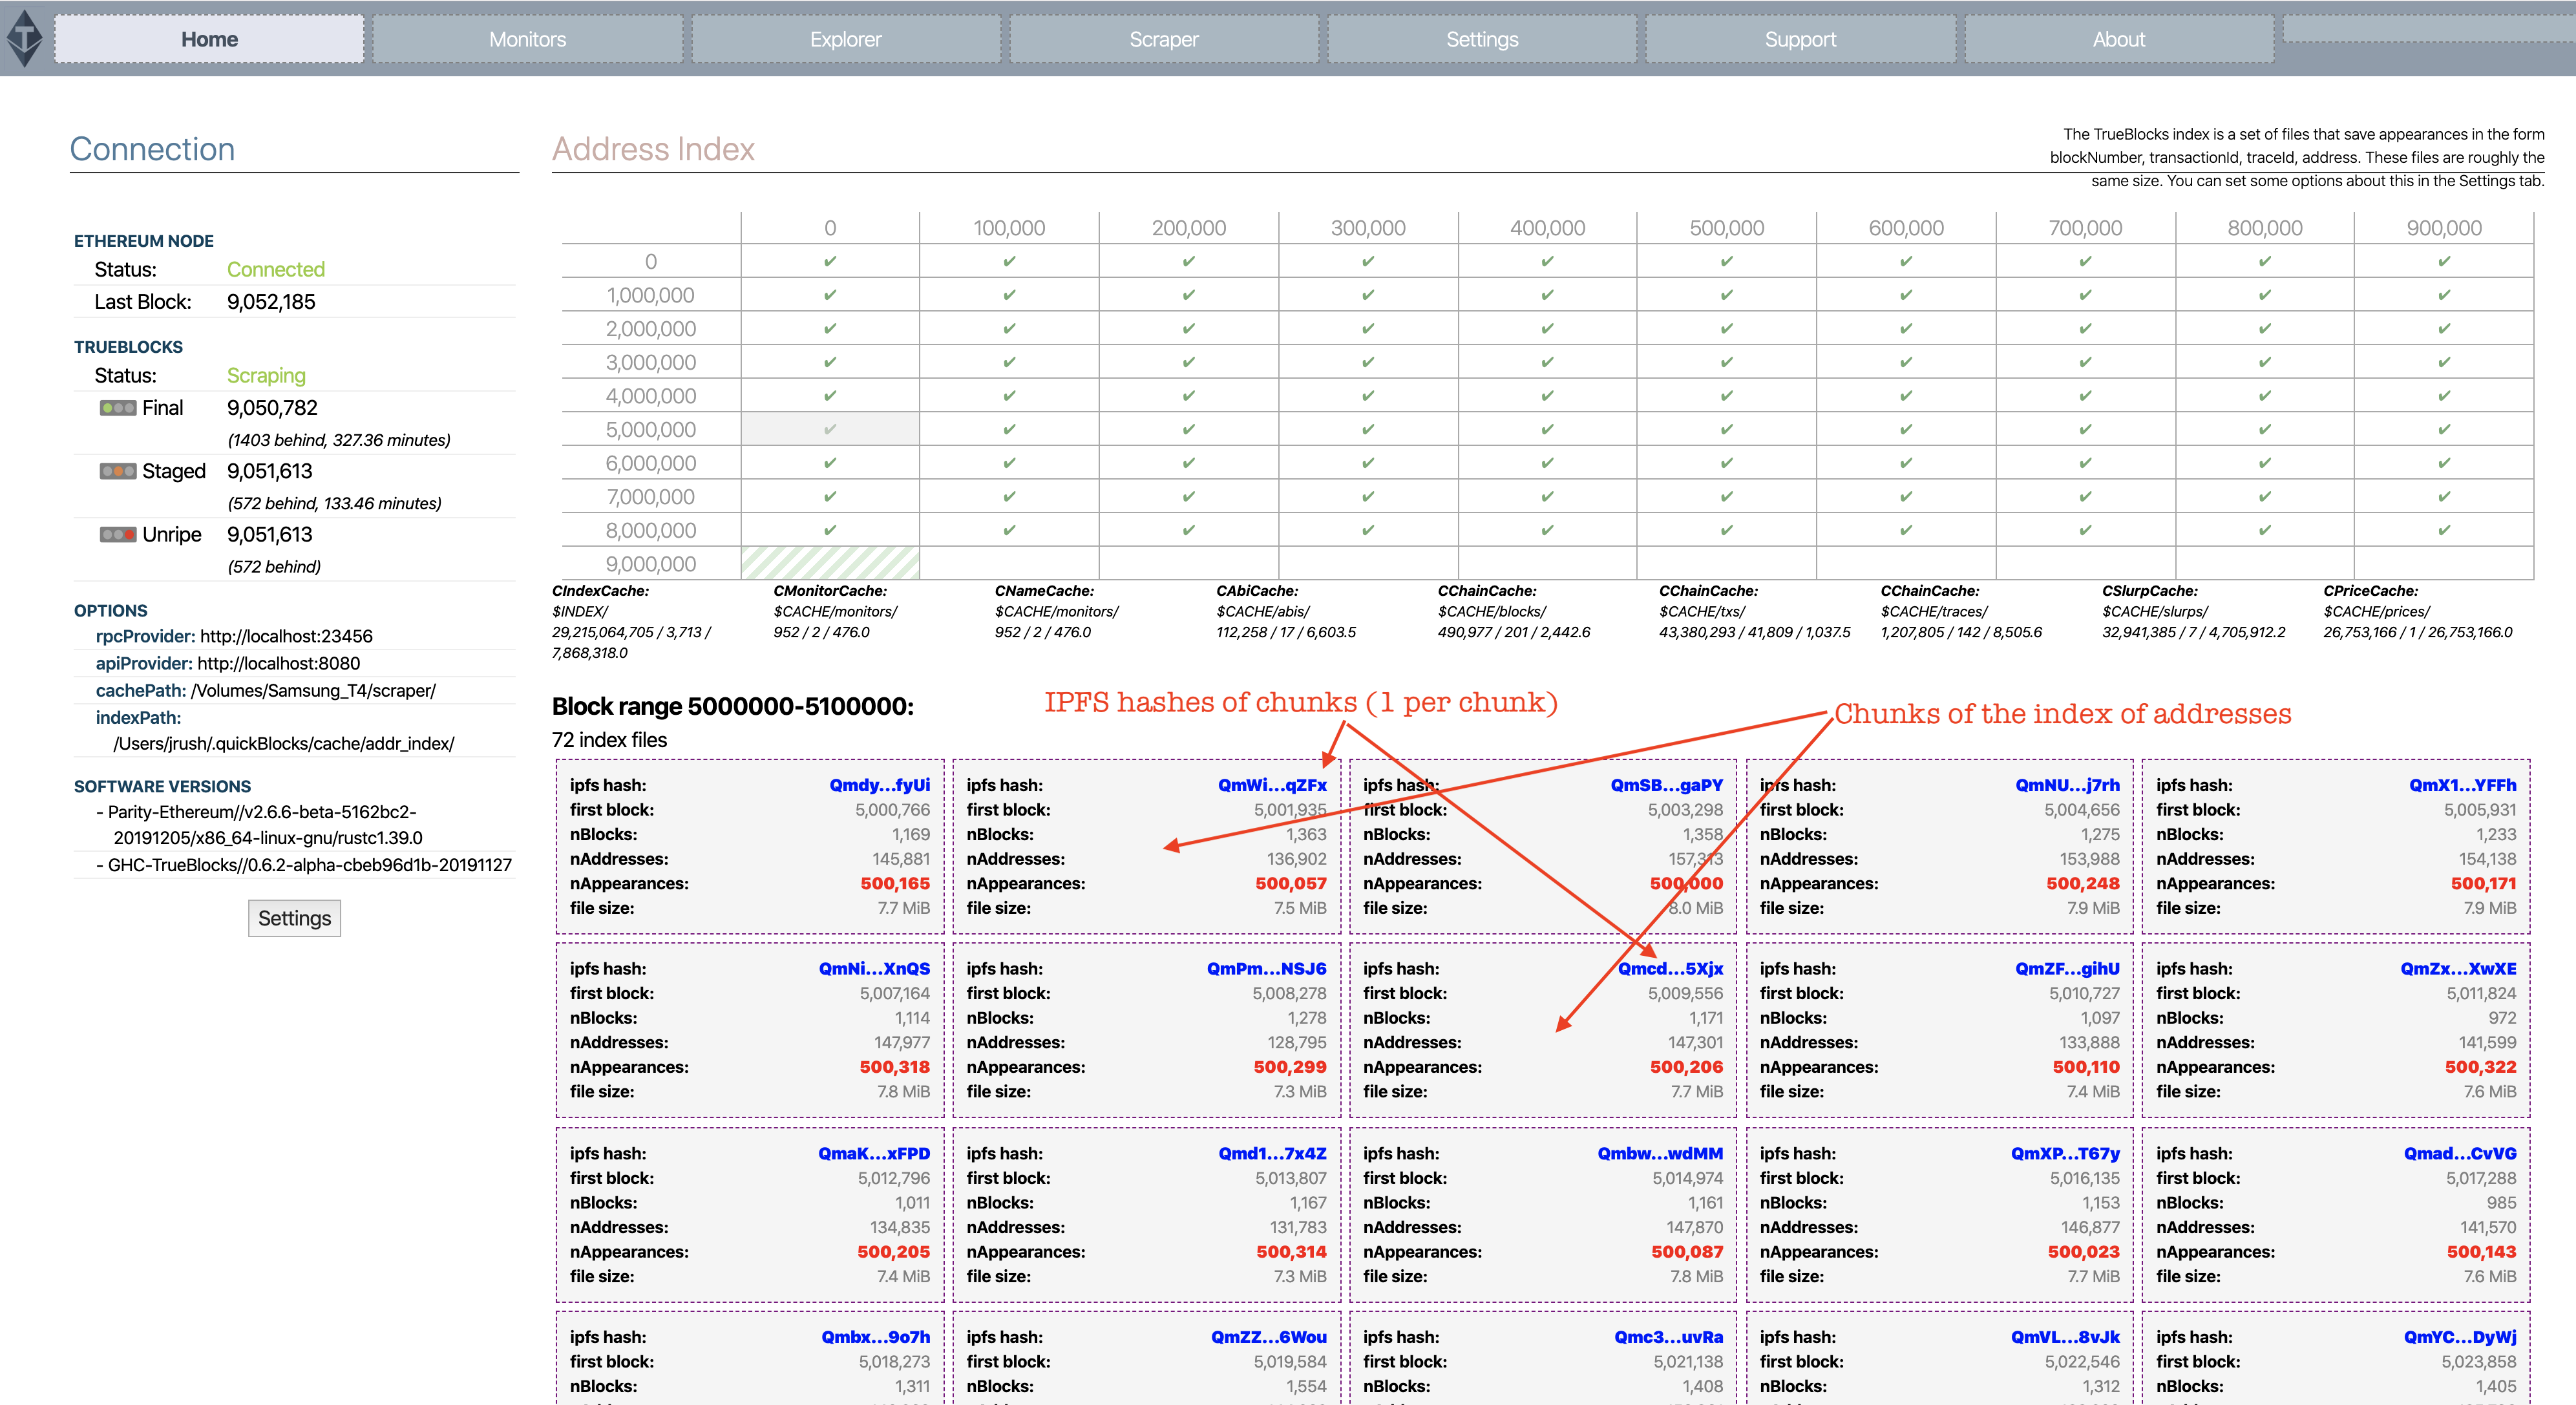 Home Monitors Explorer Scraper Settings Support About
Connection
ETHEREUM NODE
Status: Connected
Last Block: 9,052,185
TRUEBLOCKS
Status: Scraping
Final 9,050,782
(1403 behind, 327.36 minutes)
Staged 9,051,613
(572 behind, 133.46 minutes)
Unripe 9,051,613
(572 behind)
OPTIONS
rpcProvider: http://localhost:23456
apiProvider: http://localhost:8080
cachePath: /Volumes/Samsung_T4/scraper/
indexPath:
/Users/jrush/.quickBlocks/cache/addr_index/
SOFTWARE VERSIONS
- Parity-Ethereum//v2.6.6-beta-5162bc2-
20191205/x86_64-linux-gnu/rustc1.39.0
- GHC-TrueBlocks//0.6.2-alpha-cbeb96d1b-20191127
Settings
Address Index
The TrueBlocks index is a set of files that save appearances in the form
blockNumber, transactionId, traceId, address. These files are roughly the
same size. You can set some options about this in the Settings tab.
0 100,000 200,000 300,000 400,000 500,000 600,000 700,000 800,000 900,000
0 ✔ ✔ ✔ ✔ ✔ ✔ ✔ ✔ ✔ ✔
1,000,000 ✔ ✔ ✔ ✔ ✔ ✔ ✔ ✔ ✔ ✔
2,000,000 ✔ ✔ ✔ ✔ ✔ ✔ ✔ ✔ ✔ ✔
3,000,000 ✔ ✔ ✔ ✔ ✔ ✔ ✔ ✔ ✔ ✔
4,000,000 ✔ ✔ ✔ ✔ ✔ ✔ ✔ ✔ ✔ ✔
5,000,000 ✔ ✔ ✔ ✔ ✔ ✔ ✔ ✔ ✔ ✔
6,000,000 ✔ ✔ ✔ ✔ ✔ ✔ ✔ ✔ ✔ ✔
7,000,000 ✔ ✔ ✔ ✔ ✔ ✔ ✔ ✔ ✔ ✔
8,000,000 ✔ ✔ ✔ ✔ ✔ ✔ ✔ ✔ ✔ ✔
9,000,000
CIndexCache: CMonitorCache: CNameCache: CAbiCache: CChainCache: CChainCache: CChainCache: CSlurpCache: CPriceCache:
$INDEX/ $CACHE/monitors/ $CACHE/monitors/ $CACHE/abis/ $CACHE/blocks/ $CACHE/txs/ $CACHE/traces/ $CACHE/slurps/ $CACHE/prices/
29,215,064,705 / 3,713 / 952 / 2 / 476.0 952 / 2 / 476.0 112,258 / 17 / 6,603.5 490,977 / 201 / 2,442.6 43,380,293 / 41,809 / 1,037.5 1,207,805 / 142 / 8,505.6 32,941,385 / 7 / 4,705,912.2 26,753,166 / 1 / 26,753,166.0
7,868,318.0
IPFS hashes of chunks (1 per chunk)
Chunks of the index of addresses
Block range 5000000-5100000:
72 index files
ipfs hash: Qmdy...fyUi ipfs hash: QmWi...qZFx ipfs hash: QmSB...gaPY ipfs hash: QmNU...j7rh ipfs hash: QmX1...YFFh
first block: 5,000,766 first block: 5,001,935 first block: 5,003,298 first block: 5,004,656 first block: 5,005,931
nBlocks: 1,169 nBlocks: 1,363 nBlocks: 1,358 nBlocks: 1,275 nBlocks: 1,233
nAddresses: 145,881 nAddresses: 136,902 nAddresses: 157,313 nAddresses: 153,988 nAddresses: 154,138
nAppearances: 500,165 nAppearances: 500,057 nAppearances: 500,000 nAppearances: 500,248 nAppearances: 500,171
file size: 7.7 MiB file size: 7.5 MiB file size: 8.0 MiB file size: 7.9 MiB file size: 7.9 MiB
ipfs hash: QmNi...XnQS ipfs hash: QmPm...NSJ6 ipfs hash: Qmcd...5Xjx ipfs hash: QmZF...gihU ipfs hash: QmZx...XwXE
first block: 5,007,164 first block: 5,008,278 first block: 5,009,556 first block: 5,010,727 first block: 5,011,824
nBlocks: 1,114 nBlocks: 1,278 nBlocks: 1,171 nBlocks: 1,097 nBlocks: 972
nAddresses: 147,977 nAddresses: 128,795 nAddresses: 147,301 nAddresses: 133,888 nAddresses: 141,599
nAppearances: 500,318 nAppearances: 500,299 nAppearances: 500,206 nAppearances: 500,110 nAppearances: 500,322
file size: 7.8 MiB file size: 7.3 MiB file size: 7.7 MiB file size: 7.4 MiB file size: 7.6 MiB
ipfs hash: QmaK...xFPD ipfs hash: Qmd1...7x4Z ipfs hash: Qmbw...wdMM ipfs hash: QmXP...T67y ipfs hash: Qmad...CvVG
first block: 5,012,796 first block: 5,013,807 first block: 5,014,974 first block: 5,016,135 first block: 5,017,288
nBlocks: 1,011 nBlocks: 1,167 nBlocks: 1,161 nBlocks: 1,153 nBlocks: 985
nAddresses: 134,835 nAddresses: 131,783 nAddresses: 147,870 nAddresses: 146,877 nAddresses: 141,570
nAppearances: 500,205 nAppearances: 500,314 nAppearances: 500,087 nAppearances: 500,023 nAppearances: 500,143
file size: 7.4 MiB file size: 7.3 MiB file size: 7.8 MiB file size: 7.7 MiB file size: 7.6 MiB
ipfs hash: Qmbx...9o7h ipfs hash: QmZZ...6Wou ipfs hash: Qmc3...uvRa ipfs hash: QmVL...8vJk ipfs hash: QmYC...DyWj
first block: 5,018,273 first block: 5,019,584 first block: 5,021,138 first block: 5,022,546 first block: 5,023,858
nBlocks: 1,311 nBlocks: 1,554 nBlocks: 1,408 nBlocks: 1,312 nBlocks: 1,405